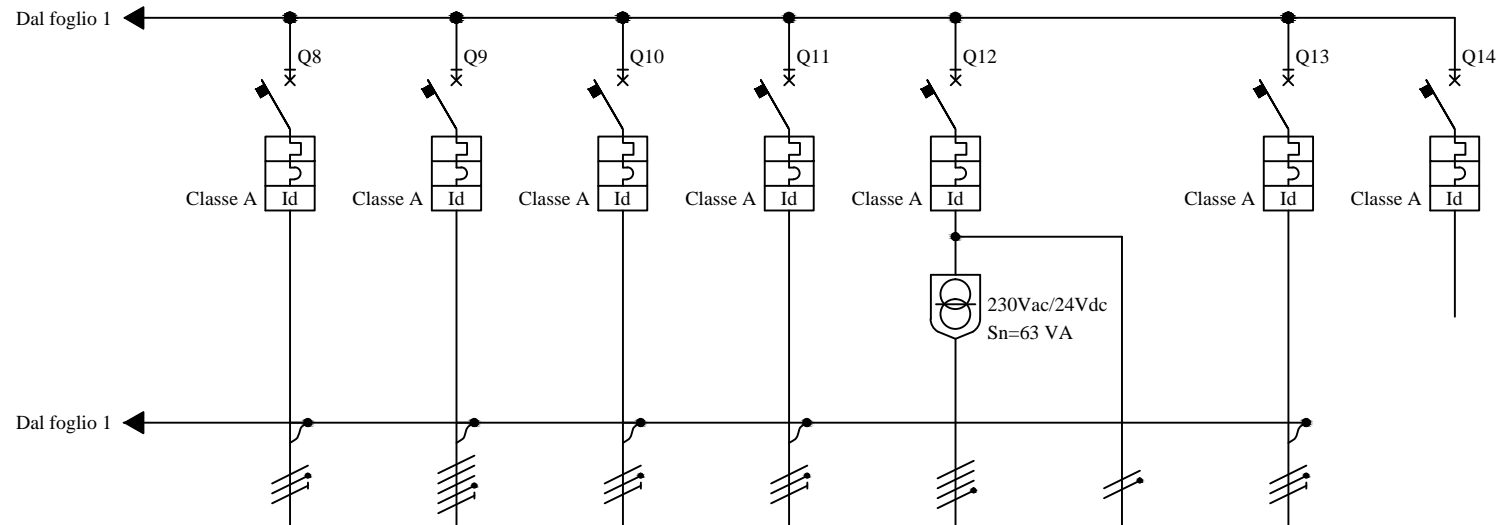 Dal foglio 1
Q8
Q9
Q10
Q11
Q12
Q13
Q14
Classe A
Id
Classe A
Id
Classe A
Id
Classe A
Id
Classe A
Id
Classe A
Id
Classe A
Id
230Vac/24Vdc
Sn=63 VA
Dal foglio 1